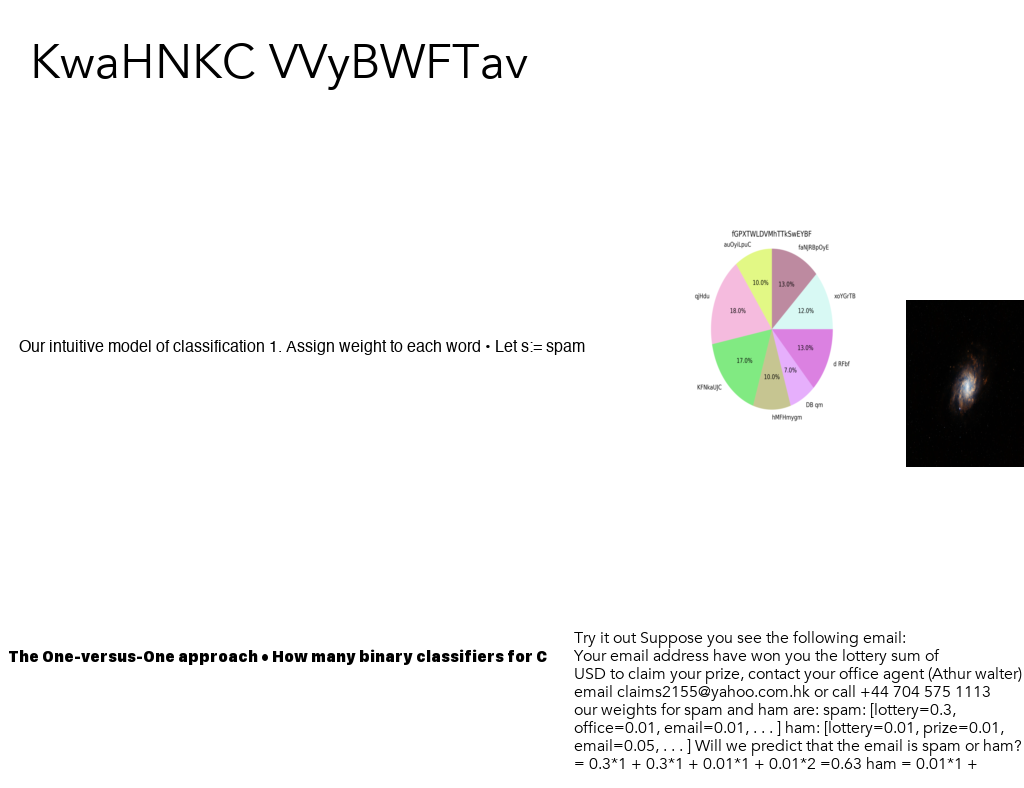 KwaHNKC VVyBWFTav
fGPXTWLDVMhTTkSwEYBF
auOyiLpuC
faNJRBpOyE
10.0%
13.0%
qjHdu
xoYGrTB
18.0%
12.0%
Our intuitive model of classification 1. Assign weight to each word • Let s:= spam
13.0%
17.0%
d RFbf
7.0%
10.0%
KFNkaUJC
DB qm
hMFHmygm
The One-versus-One approach • How many binary classifiers for C
Try it out Suppose you see the following email:
Your email address have won you the lottery sum of
USD to claim your prize, contact your office agent (Athur walter)
email claims2155@yahoo.com.hk or call +44 704 575 1113
our weights for spam and ham are: spam: [lottery=0.3,
office=0.01, email=0.01, . . . ] ham: [lottery=0.01, prize=0.01,
email=0.05, . . . ] Will we predict that the email is spam or ham?
= 0.3*1 + 0.3*1 + 0.01*1 + 0.01*2 =0.63 ham = 0.01*1 +